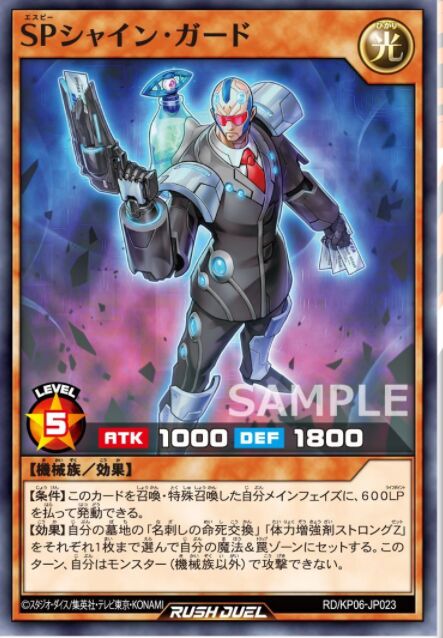 エスピー
SPシャイン・ガード
ひかり
光
SAMPLE
LEVEL
5
ATK 1000 DEF 1800
【機械族／効果】
【条件】このカードを召喚・特殊召喚した自分メインフェイズに、600LP
を払って発動できる。
【効果】自分の墓地の「名刺しの命死交換」「体力増強剤ストロングZ」
をそれぞれ1枚まで選んで自分の魔法&罠ゾーンにセットする。この
ターン、自分はモンスター（機械族以外）で攻撃できない。
©スタジオ・ダイス/集英社・テレビ東京・KONAMI
RUSH DUEL
RD/KP06-JP023